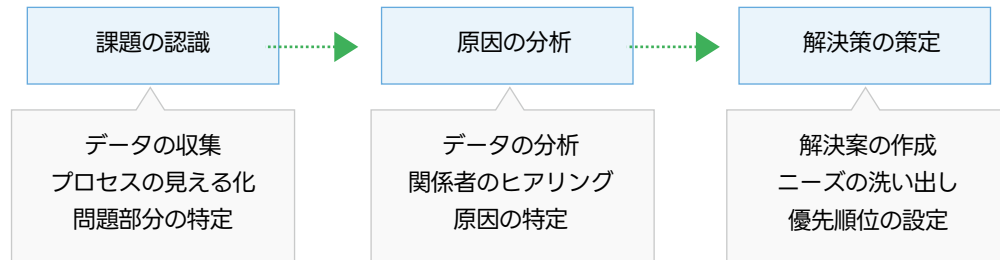 課題の認識
原因の分析
解決策の策定
データの収集
プロセスの見える化
問題部分の特定
データの分析
関係者のヒアリング
原因の特定
解決案の作成
ニーズの洗い出し
優先順位の設定